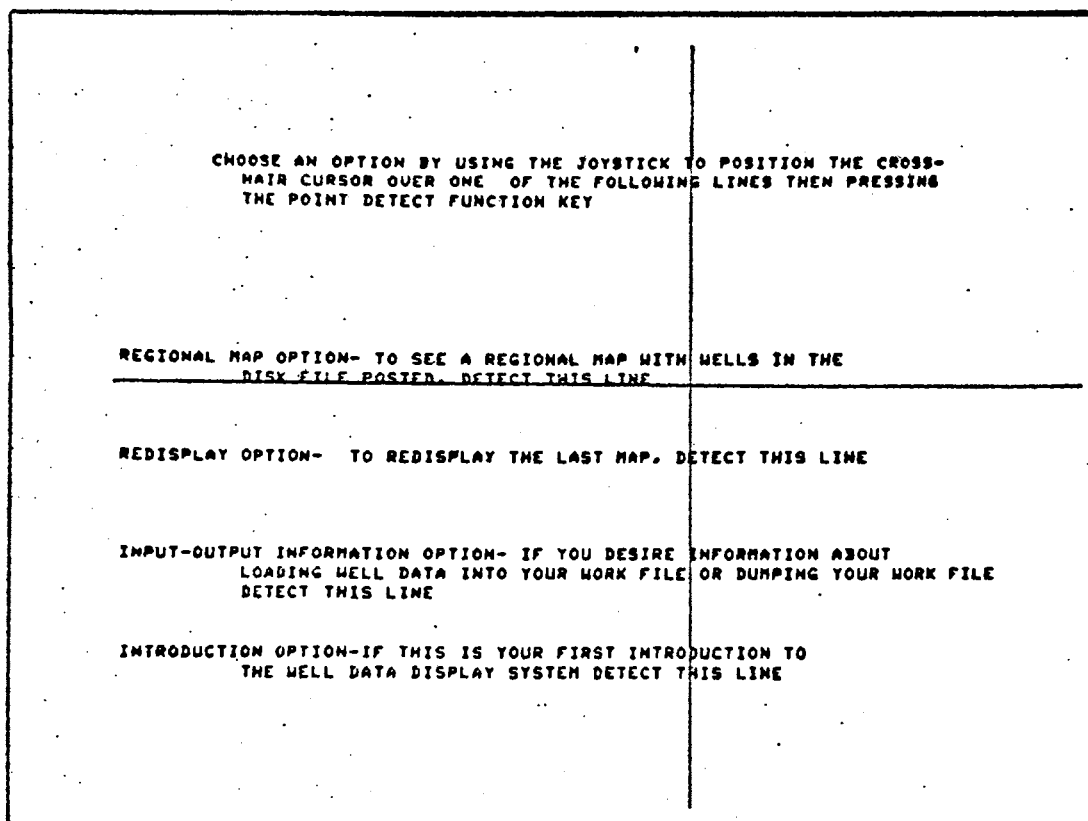 CHOOSE AN OPTION BY USING THE JOYSTICK TO POSITION THE CROSS-
HAIR CURSOR OVER ONE OF THE FOLLOWING LINES THEN PRESSING
THE POINT DETECT FUNCTION KEY
REGIONAL MAP OPTION- TO SEE A REGIONAL MAP WITH WELLS IN THE
DISK FILE POSTED. DETECT THIS LINE
REDISPLAY OPTION- TO REDISPLAY THE LAST MAP. DETECT THIS LINE
INPUT-OUTPUT INFORMATION OPTION- IF YOU DESIRE INFORMATION ABOUT
LOADING WELL DATA INTO YOUR WORK FILE OR DUMPING YOUR WORK FILE
DETECT THIS LINE
INTRODUCTION OPTION-IF THIS IS YOUR FIRST INTRODUCTION TO
THE WELL DATA DISPLAY SYSTEM DETECT THIS LINE